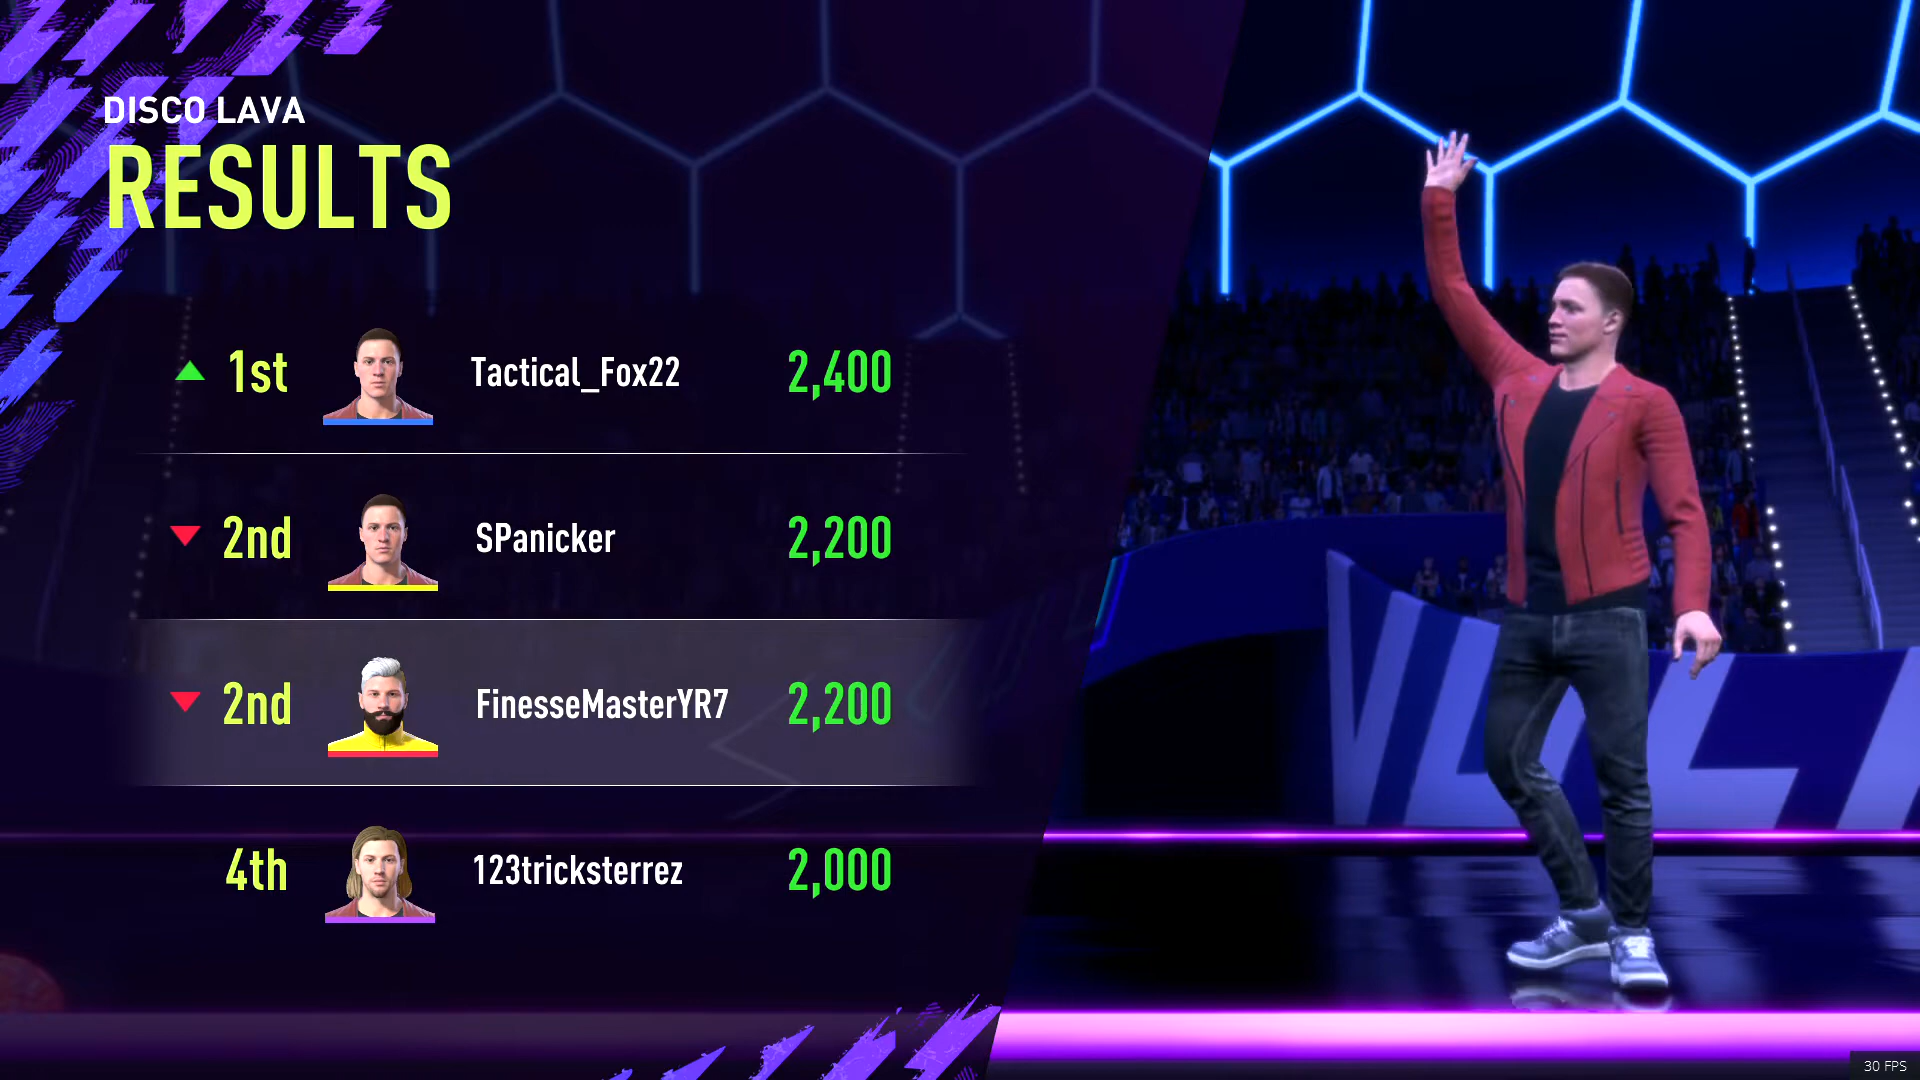 DISCO LAVA
RESULTS
1st Tactical_Fox22 2,400
2nd SPanicker 2,200
2nd FinesseMasterYR7 2,200
4th 123tricksterrez 2,000
30 FPS